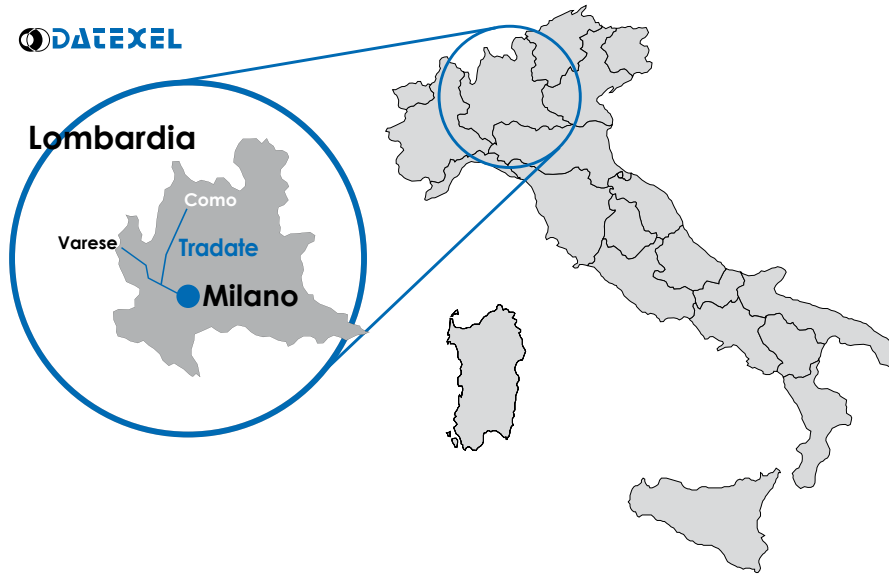 DATEXEL
Lombardia
Como
Varese
Tradate
Milano